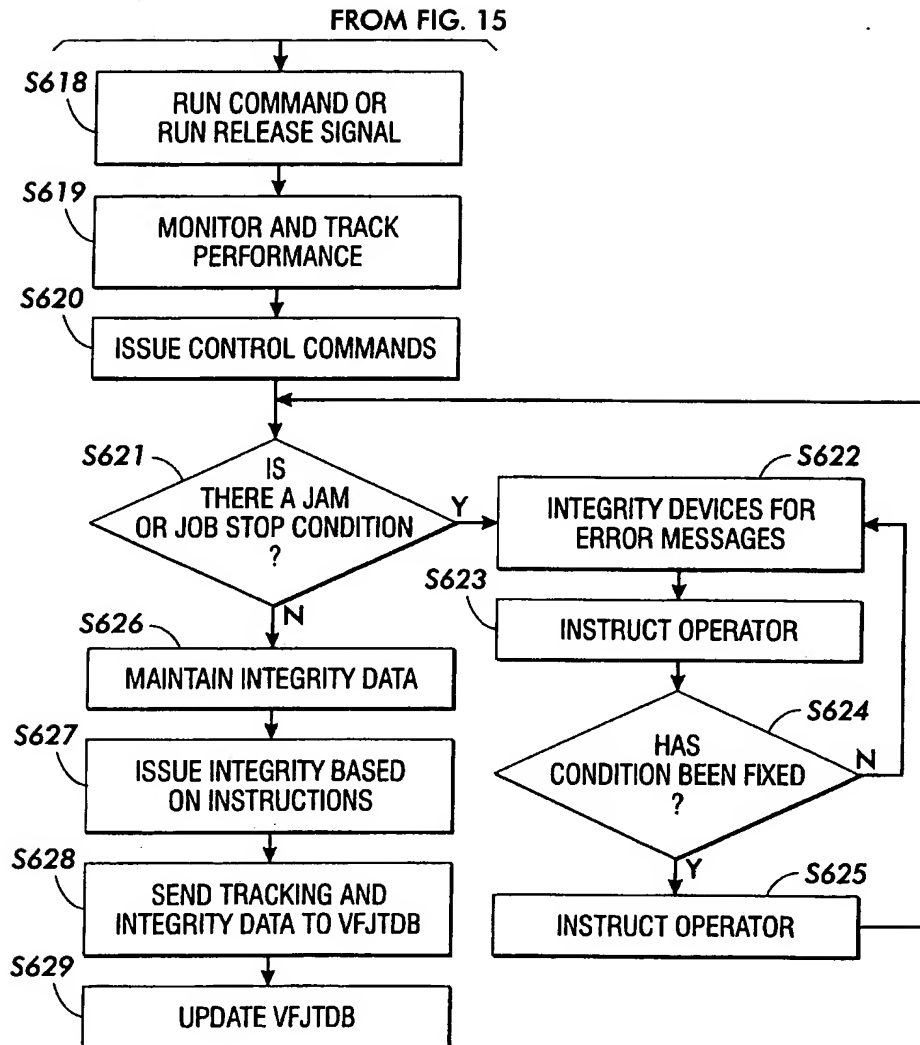 FROM FIG. 15
S618
RUN COMMAND OR
RUN RELEASE SIGNAL
S619
MONITOR AND TRACK
PERFORMANCE
S620
ISSUE CONTROL COMMANDS
S621
IS
THERE A JAM
OR JOB STOP CONDITION
?
Y
N
S622
INTEGRITY DEVICES FOR
ERROR MESSAGES
S623
INSTRUCT OPERATOR
S624
HAS
CONDITION BEEN FIXED
?
N
Y
S625
INSTRUCT OPERATOR
S626
MAINTAIN INTEGRITY DATA
S627
ISSUE INTEGRITY BASED
ON INSTRUCTIONS
S628
SEND TRACKING AND
INTEGRITY DATA TO VFJTDB
S629
UPDATE VFJTDB